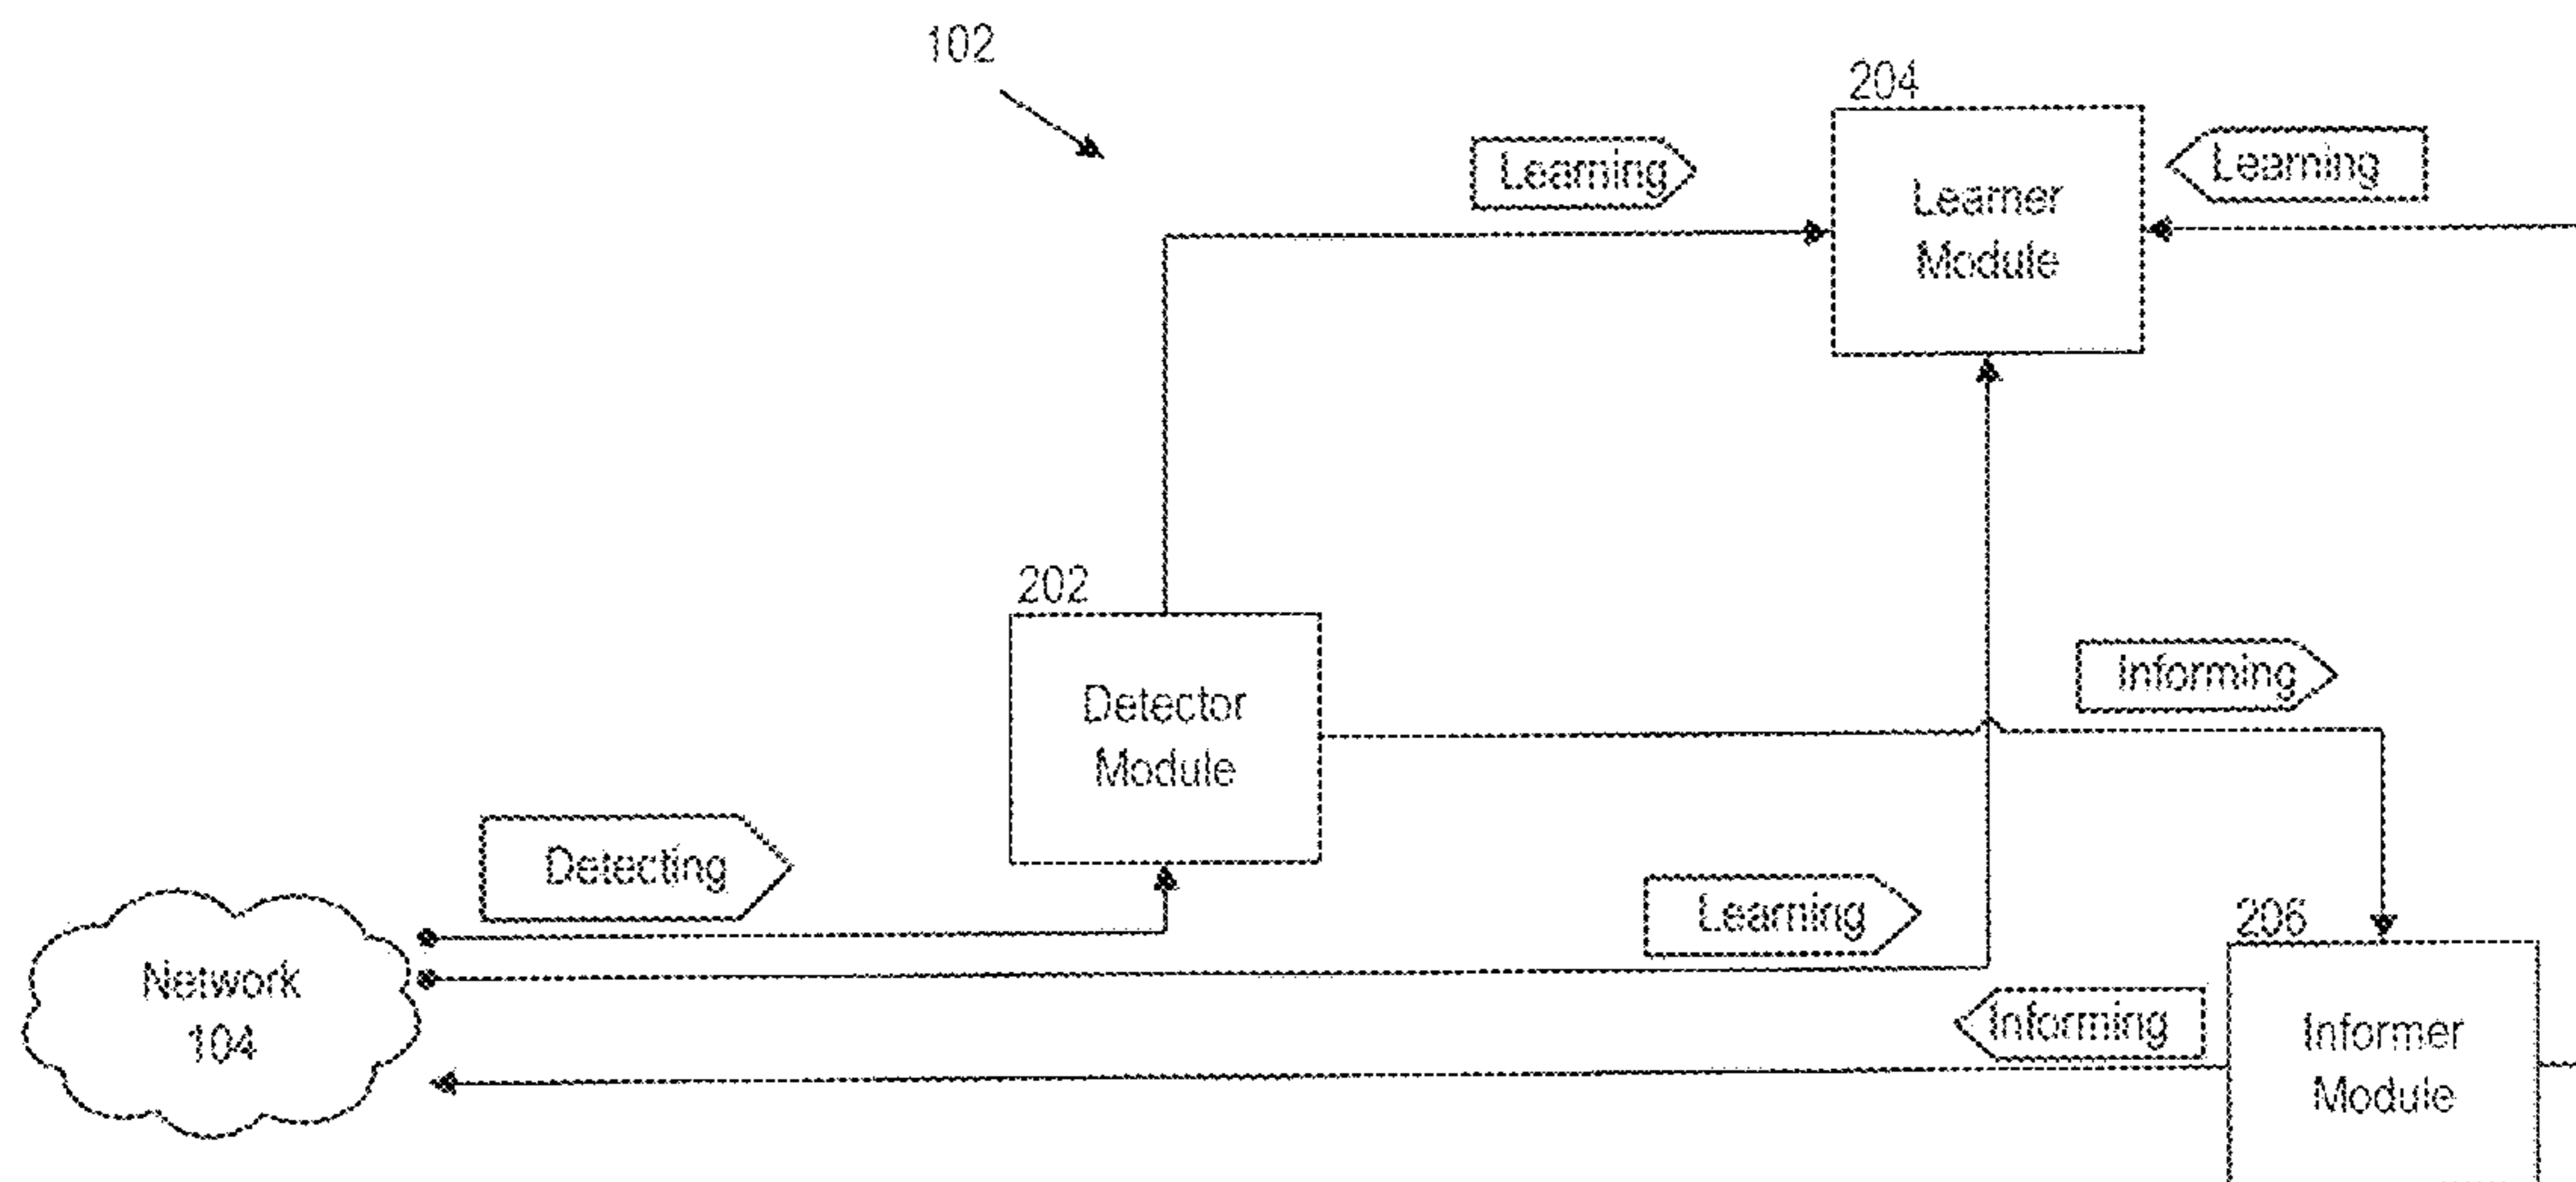 102
204
Learning
Learning
Learner
Module
202
Informing
Detector
Module
Detecting
Learning
206
Network
104
Informing
Informer
Module